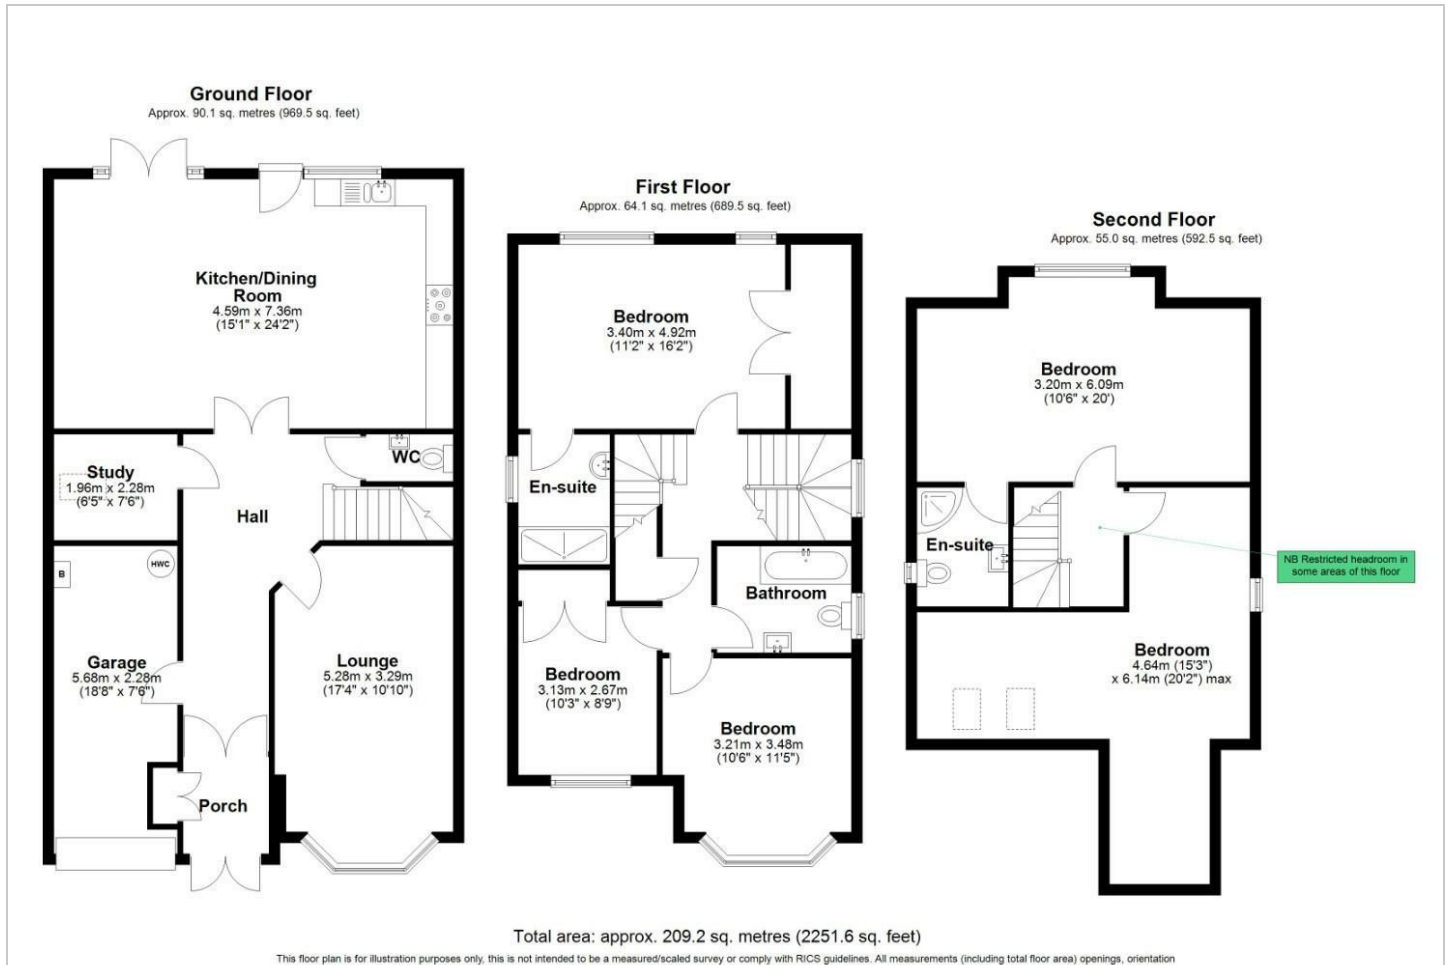 Ground Floor
Approx. 90.1 sq. metres (969.5 sq. feet)
Kitchen/Dining
Room
4.59m x 7.36m
(15'1" x 24'2")
Study
1.96m x 2.28m
(6'5" x 7'6")
WC
Hall
B
HWC
Garage
5.68m x 2.28m
(18'8" x 7'6")
Lounge
5.28m x 3.29m
(17'4" x 10'10")
Porch
First Floor
Approx. 64.1 sq. metres (689.5 sq. feet)
Bedroom
3.40m x 4.92m
(11'2" x 16'2")
En-suite
Bathroom
Bedroom
3.13m x 2.67m
(10'3" x 8'9")
Bedroom
3.21m x 3.48m
(10'6" x 11'5")
Second Floor
Approx. 55.0 sq. metres (592.5 sq. feet)
Bedroom
3.20m x 6.09m
(10'6" x 20')
En-suite
NB Restricted headroom in
some areas of this floor
Bedroom
4.64m (15'3")
x 6.14m (20'2") max
Total area: approx. 209.2 sq. metres (2251.6 sq. feet)
This floor plan is for illustration purposes only, this is not intended to be a measured/scaled survey or comply with RICS guidelines. All measurements (including total floor area) openings, orientation